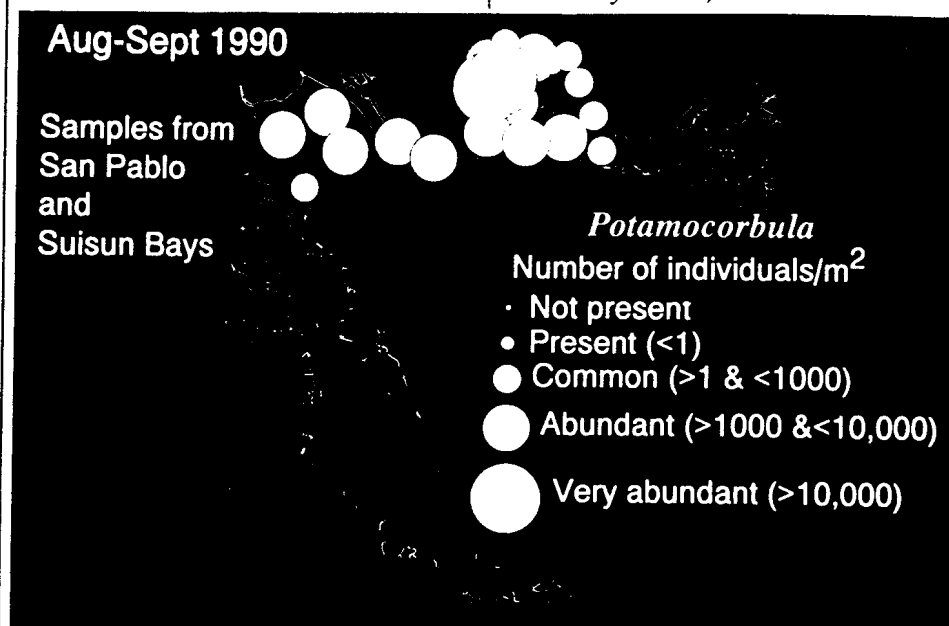 Aug-Sept 1990
Samples from
San Pablo
and
Suisun Bays
Potamocorbula
Number of individuals/m²
· Not present
Present (<1)
Common (>1 & <1000)
Abundant (>1000 &<10,000)
Very abundant (>10,000)